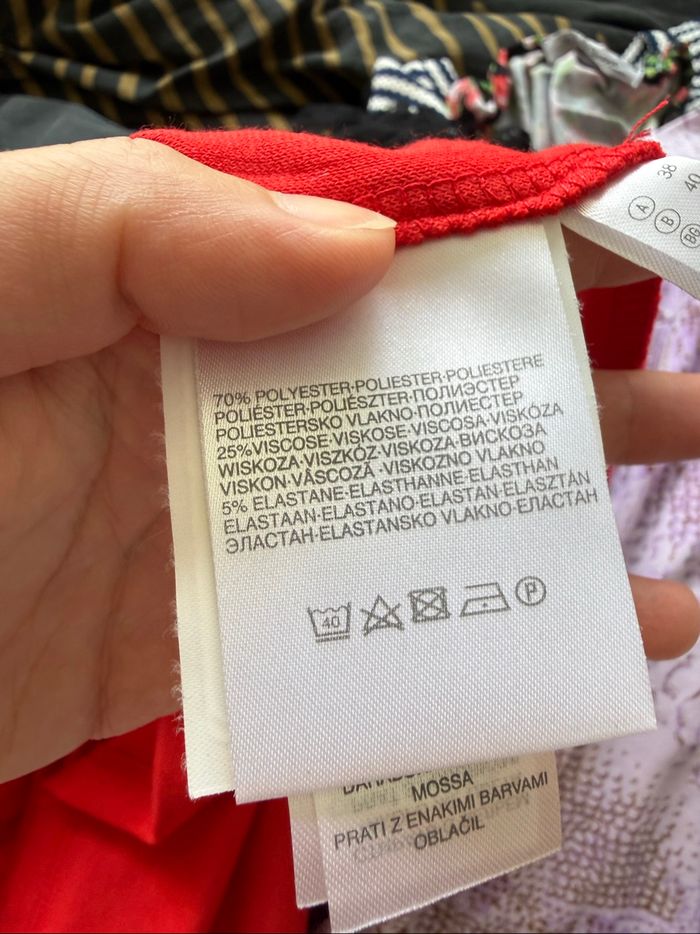 70% POLYESTER·POLIESTER·POLIESTERE
POLIÉSTER·POLIÉSZTER·ПОЛИЭСТЕР
POLIESTERSKO VLAKNO·ПОЛИЕСТЕР
25%VISCOSE·VISKOSE·VISCOSA·VISKÓZA
WISKOZA·VISZKÓZ·VISKOZA·ВИСКОЗА
VISKON·VÂSCOZĂ·VISKOZNO VLAKNO
5% ELASTANE·ELASTHANNE·ELASTHAN
ELASTAAN·ELASTANO·ELASTAN·ELASZTÁN
ЭЛАСТАН·ELASTANSKO VLAKNO·ЕЛАСТАН
40 P
MOSSA
PRATI Z ENAKIMI BARVAMI
OBLAČIL
38
40
A
B
BG